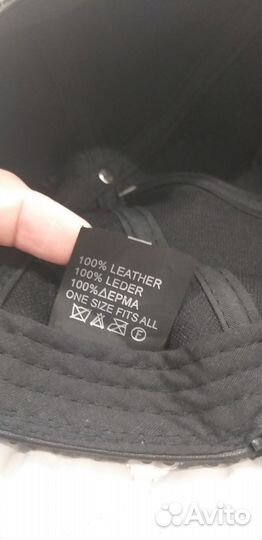 100% LEATHER
100% LEDER
100% ΔΕΡΜΑ
ONE SIZE FITS ALL
F
Avito